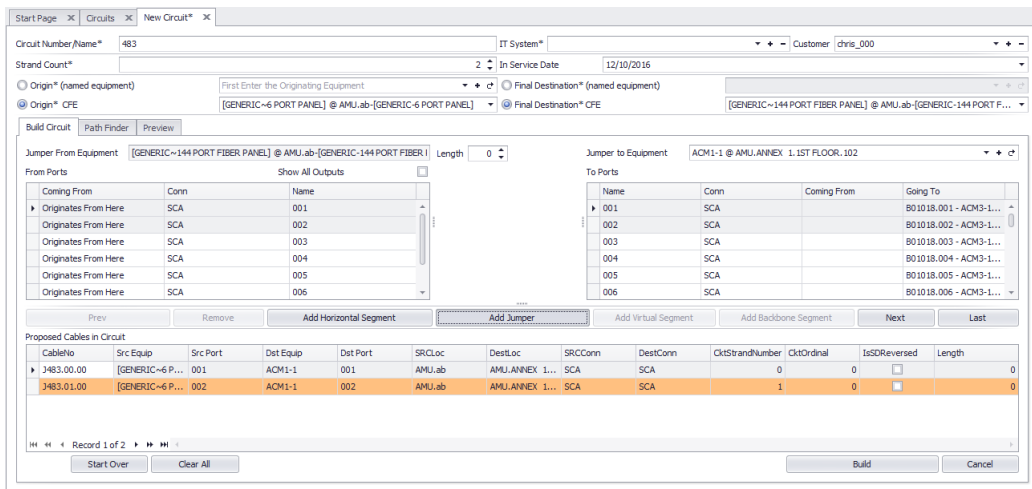 Start Page Circuits New Circuit*
Circuit Number/Name* 483 IT System* Customer chris_000
Strand Count* 2 In Service Date 12/10/2016
Origin* (named equipment) First Enter the Originating Equipment Final Destination* (named equipment)
Origin* CFE [GENERIC~6 PORT PANEL] @ AMU.ab-[GENERIC-6 PORT PANEL] Final Destination* CFE [GENERIC~144 PORT FIBER PANEL] @ AMU.ab-[GENERIC-144 PORT F...
Build Circuit Path Finder Preview
Jumper From Equipment [GENERIC~144 PORT FIBER PANEL] @ AMU.ab-[GENERIC-144 PORT FIBER Length 0 Jumper to Equipment ACM1-1 @ AMU.ANNEX 1.1ST FLOOR.102
From Ports Show All Outputs To Ports
Coming From Conn Name Name Conn Coming From Going To
Originates From Here SCA 001 001 SCA B01018.001 - ACM3-1...
Originates From Here SCA 002 002 SCA B01018.002 - ACM3-1...
Originates From Here SCA 003 003 SCA B01018.003 - ACM3-1...
Originates From Here SCA 004 004 SCA B01018.004 - ACM3-1...
Originates From Here SCA 005 005 SCA B01018.005 - ACM3-1...
Originates From Here SCA 006 006 SCA B01018.006 - ACM3-1...
Prev Remove Add Horizontal Segment Add Jumper Add Virtual Segment Add Backbone Segment Next Last
Proposed Cables in Circuit
CableNo Src Equip Src Port Dst Equip Dst Port SRCLoc DestLoc SRCConn DestConn CktStrandNumber CktOrdinal IsSDReversed Length
J483.00.00 [GENERIC~6 P... 001 ACM1-1 001 AMU.ab AMU.ANNEX 1... SCA SCA 0 0 0
J483.01.00 [GENERIC~6 P... 002 ACM1-1 002 AMU.ab AMU.ANNEX 1... SCA SCA 1 0 0
Record 1 of 2
Start Over Clear All Build Cancel